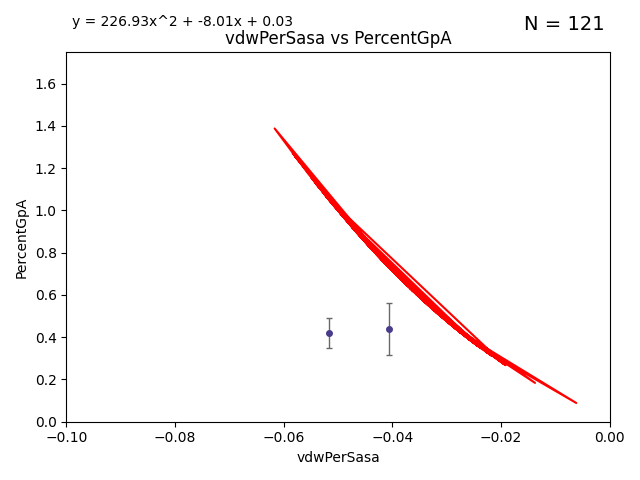 y = 226.93x^2 + -8.01x + 0.03
N = 121
vdwPerSasa vs PercentGpA
PercentGpA
1.6
1.4
1.2
1.0
0.8
0.6
0.4
0.2
0.0
−0.10 −0.08 −0.06 −0.04 −0.02 0.00
vdwPerSasa